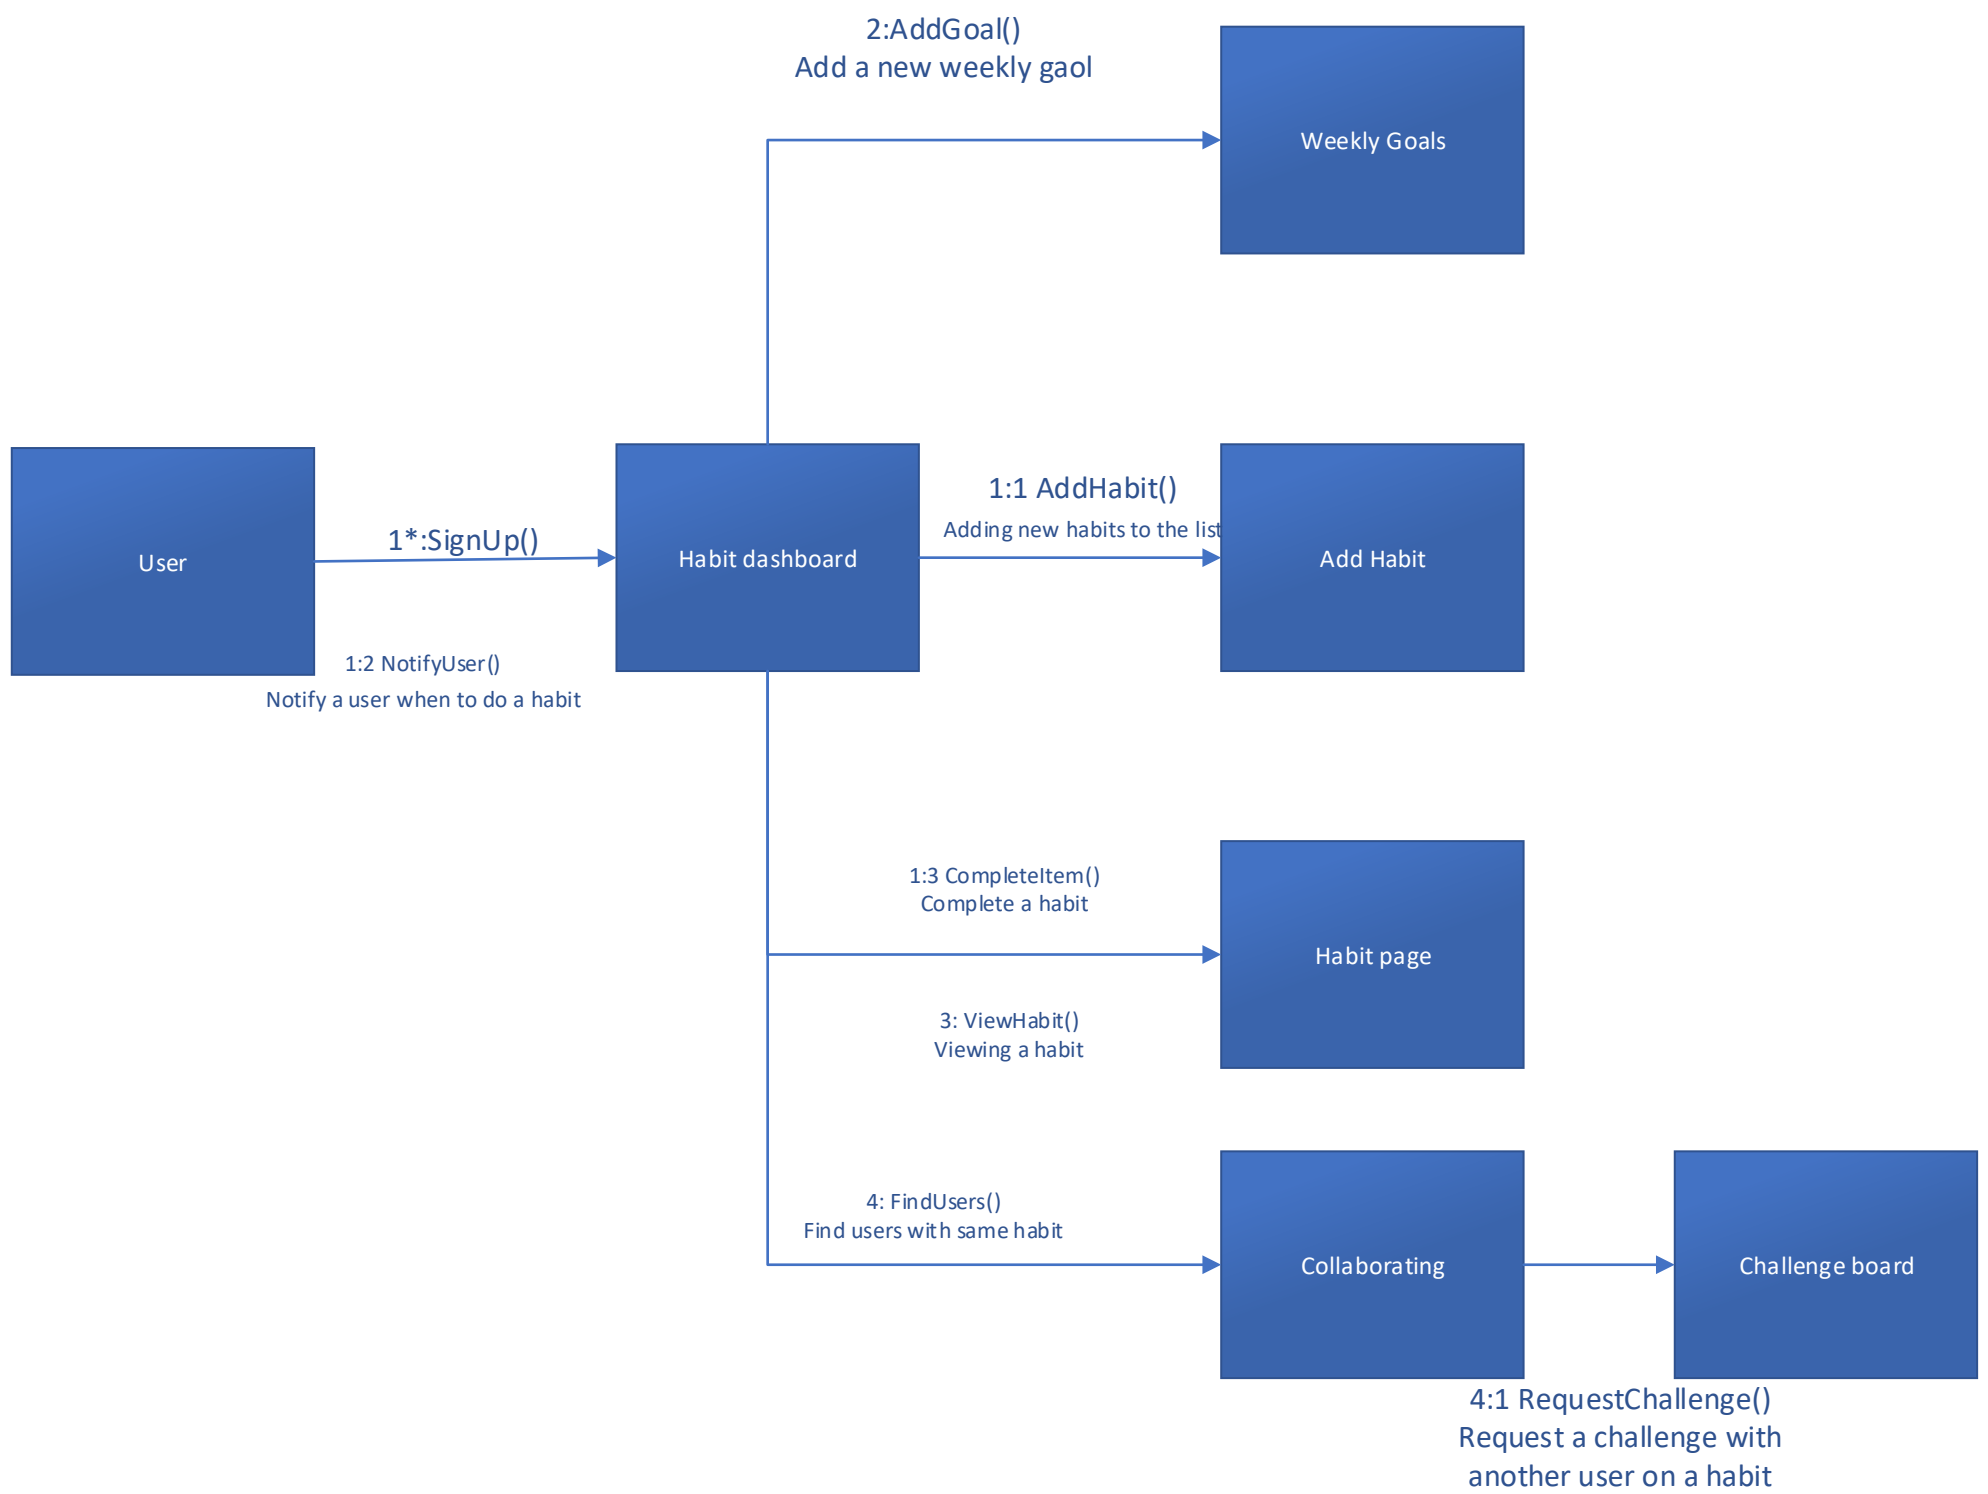 2:AddGoal()
Add a new weekly gaol
Weekly Goals
User
1*:SignUp()
1:2 NotifyUser()
Notify a user when to do a habit
Habit dashboard
1:1 AddHabit()
Adding new habits to the list
Add Habit
1:3 CompleteItem()
Complete a habit
Habit page
3: ViewHabit()
Viewing a habit
4: FindUsers()
Find users with same habit
Collaborating
Challenge board
4:1 RequestChallenge()
Request a challenge with
another user on a habit